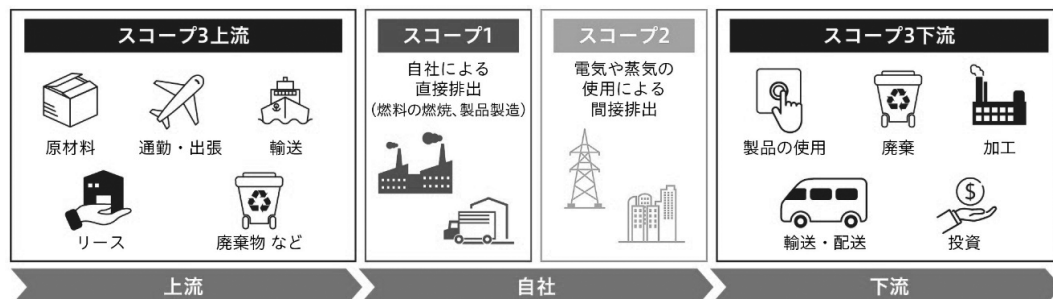 スコープ3上流
原材料
通勤・出張
輸送
リース
廃棄物 など
スコープ1
自社による
直接排出
(燃料の燃焼、製品製造)
スコープ2
電気や蒸気の
使用による
間接排出
スコープ3下流
製品の使用
廃棄
加工
輸送・配送
$
投資
上流
自社
下流